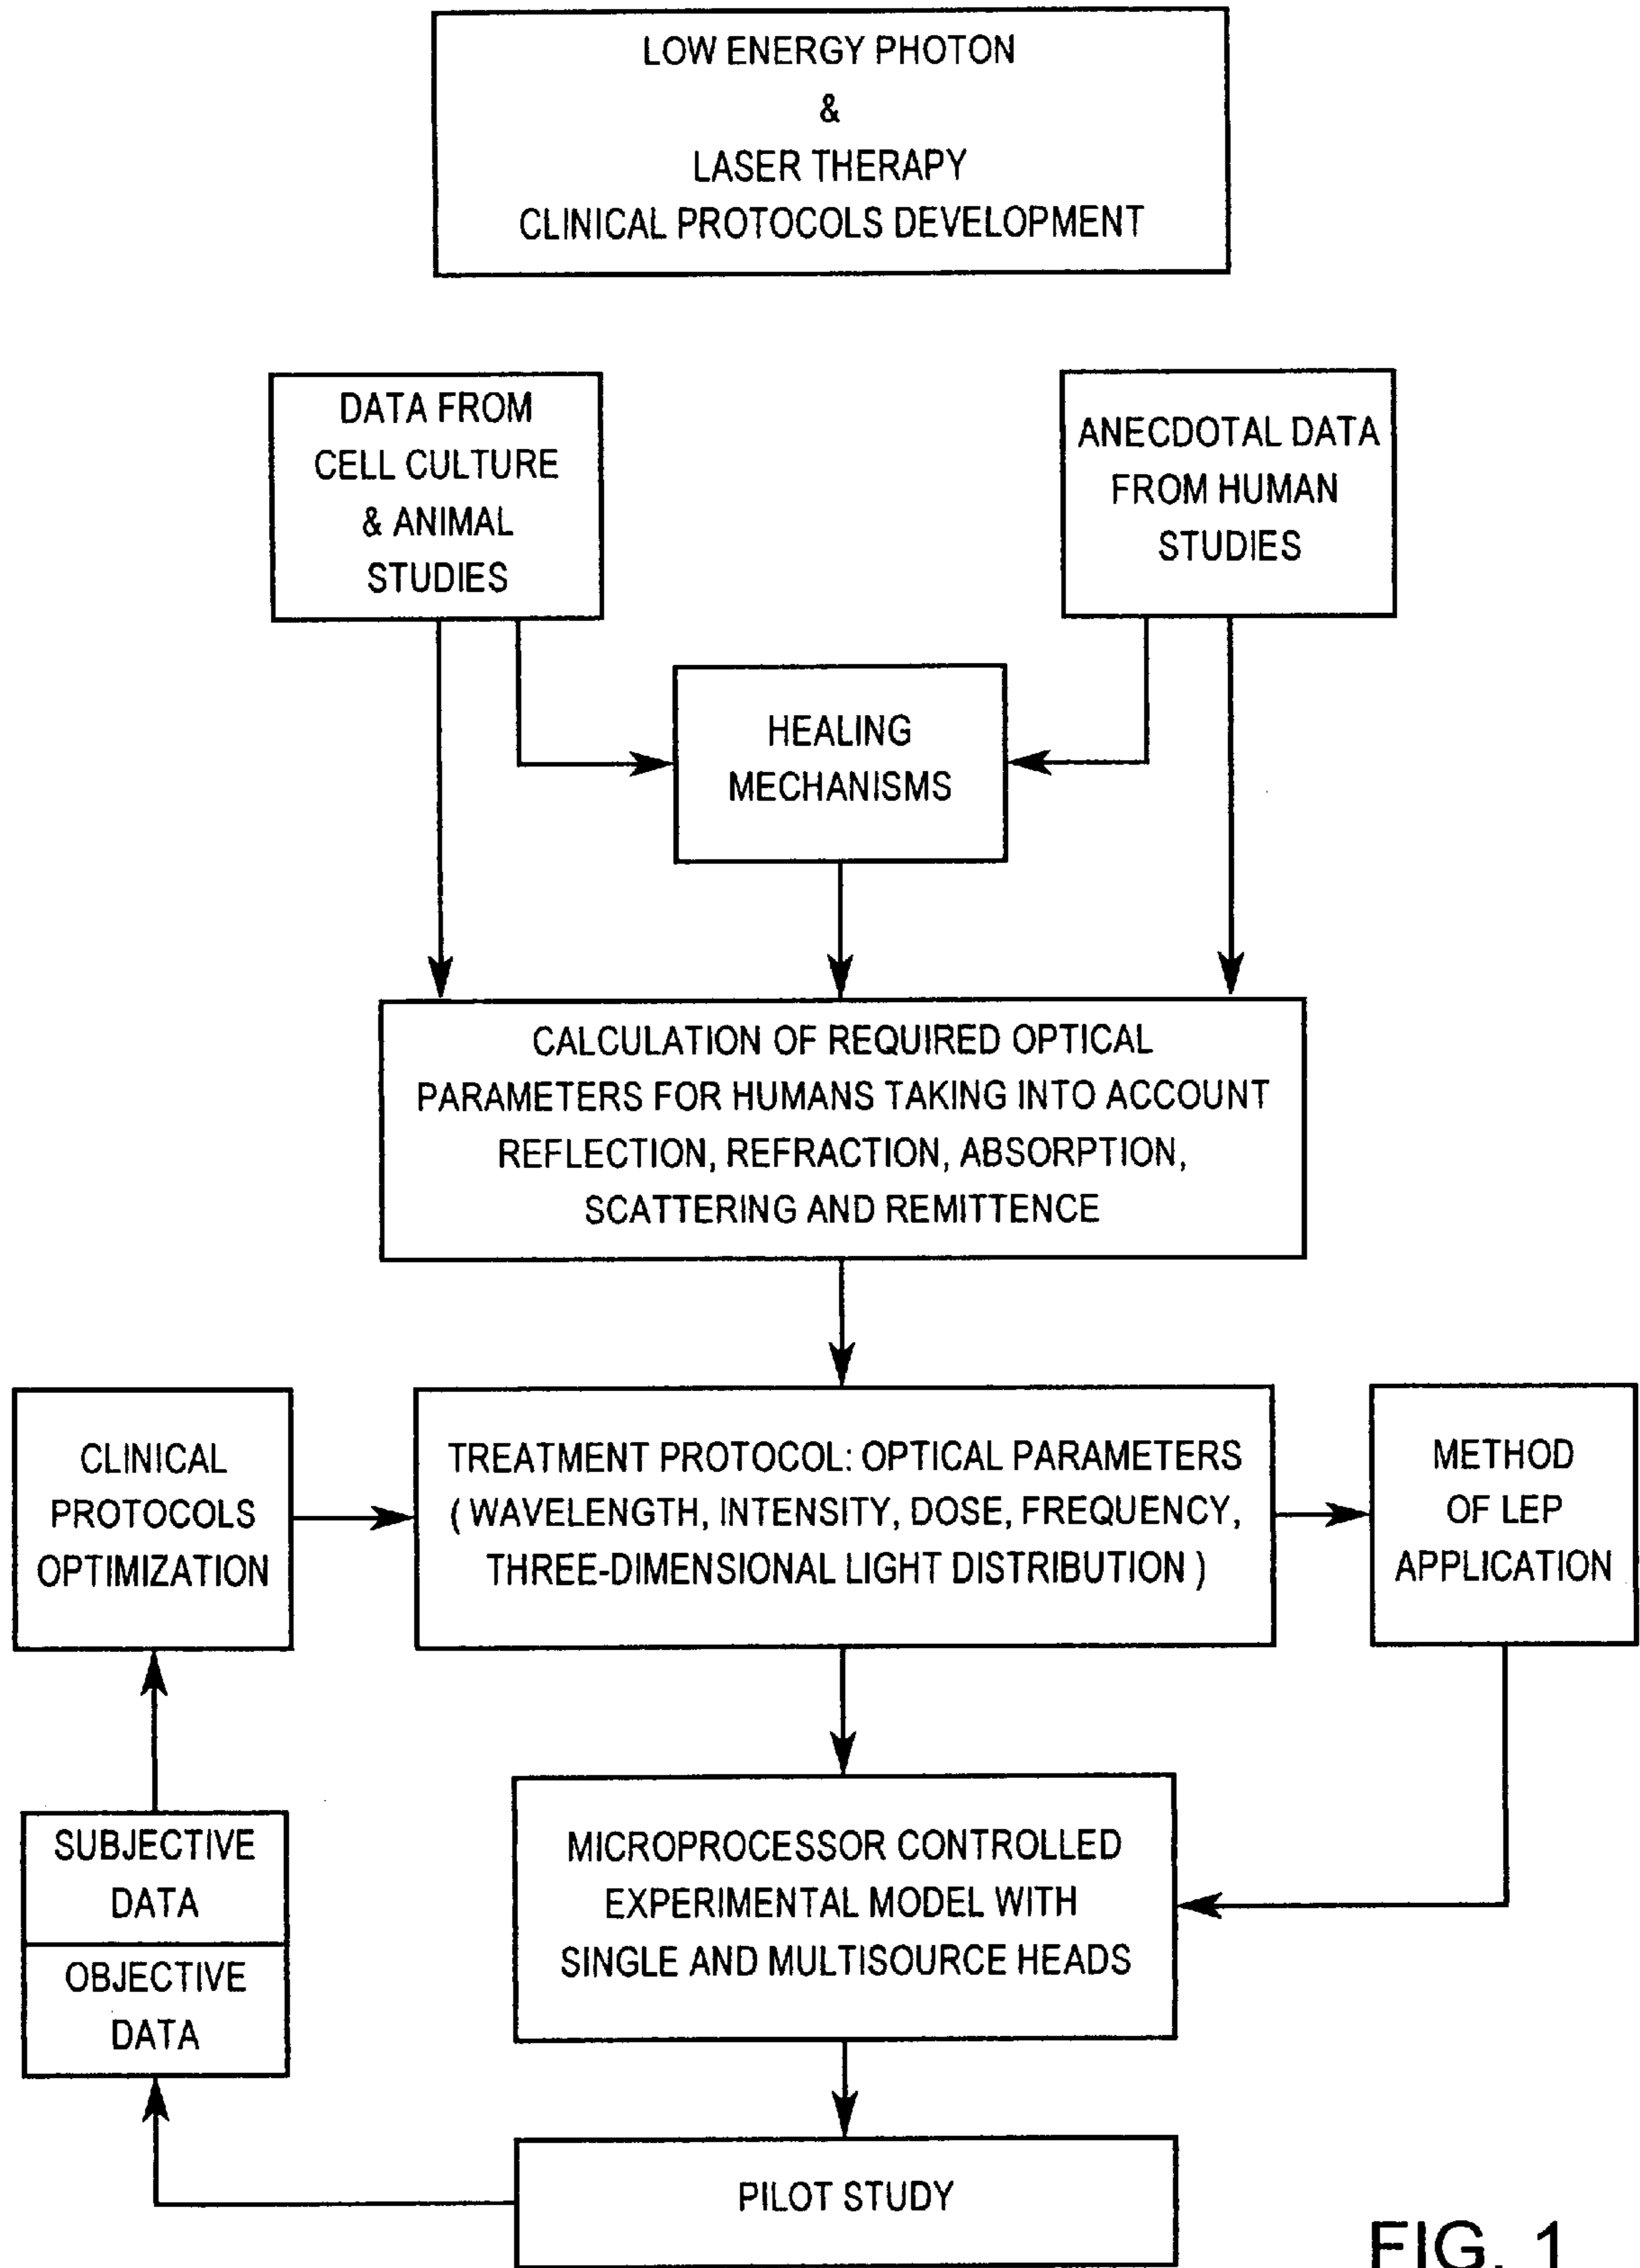 LOW ENERGY PHOTON
&
LASER THERAPY
CLINICAL PROTOCOLS DEVELOPMENT
DATA FROM
CELL CULTURE
& ANIMAL
STUDIES
ANECDOTAL DATA
FROM HUMAN
STUDIES
HEALING
MECHANISMS
CALCULATION OF REQUIRED OPTICAL
PARAMETERS FOR HUMANS TAKING INTO ACCOUNT
REFLECTION, REFRACTION, ABSORPTION,
SCATTERING AND REMITTENCE
CLINICAL
PROTOCOLS
OPTIMIZATION
TREATMENT PROTOCOL: OPTICAL PARAMETERS
( WAVELENGTH, INTENSITY, DOSE, FREQUENCY,
THREE-DIMENSIONAL LIGHT DISTRIBUTION )
METHOD
OF LEP
APPLICATION
SUBJECTIVE
DATA
OBJECTIVE
DATA
MICROPROCESSOR CONTROLLED
EXPERIMENTAL MODEL WITH
SINGLE AND MULTISOURCE HEADS
PILOT STUDY
FIG. 1